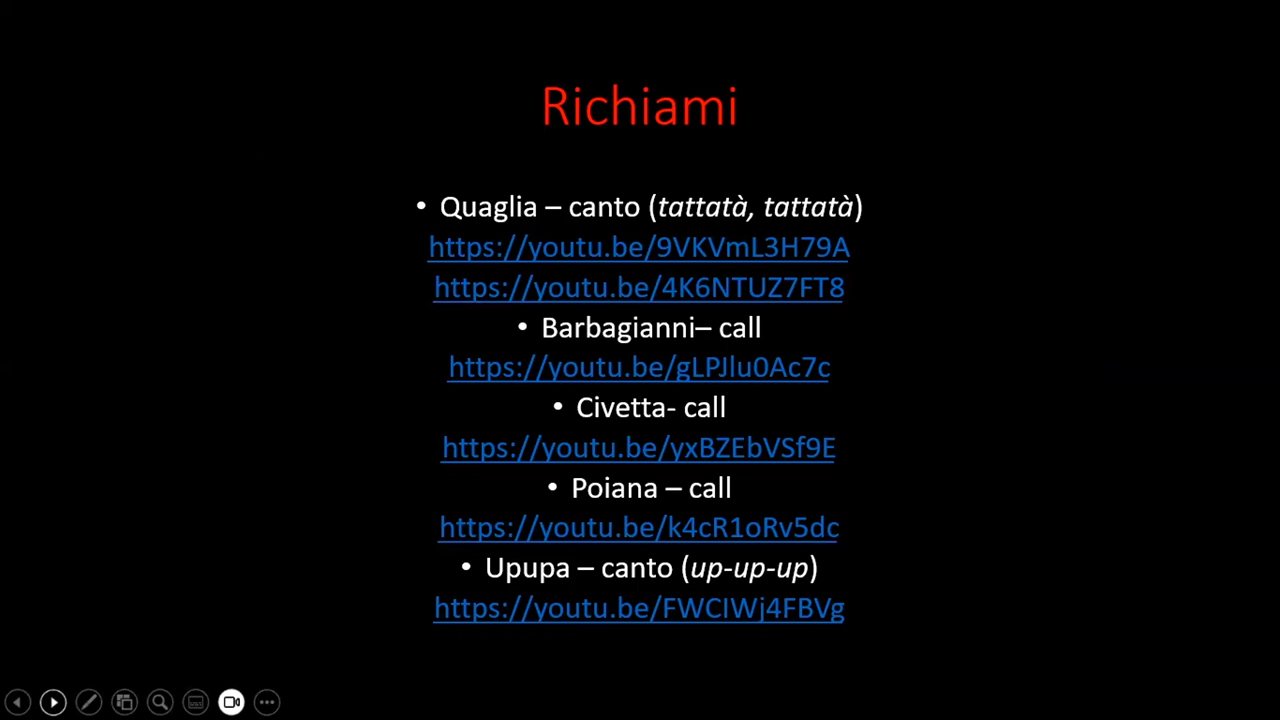 Richiami
• Quaglia – canto (tattatà, tattatà)
https://youtu.be/9VKVmL3H79A
https://youtu.be/4K6NTUZ7FT8
• Barbagianni– call
https://youtu.be/gLPJlu0Ac7c
• Civetta- call
https://youtu.be/yxBZEbVSf9E
• Poiana – call
https://youtu.be/k4cR1oRv5dc
• Upupa – canto (up-up-up)
https://youtu.be/FWCIWj4FBVg